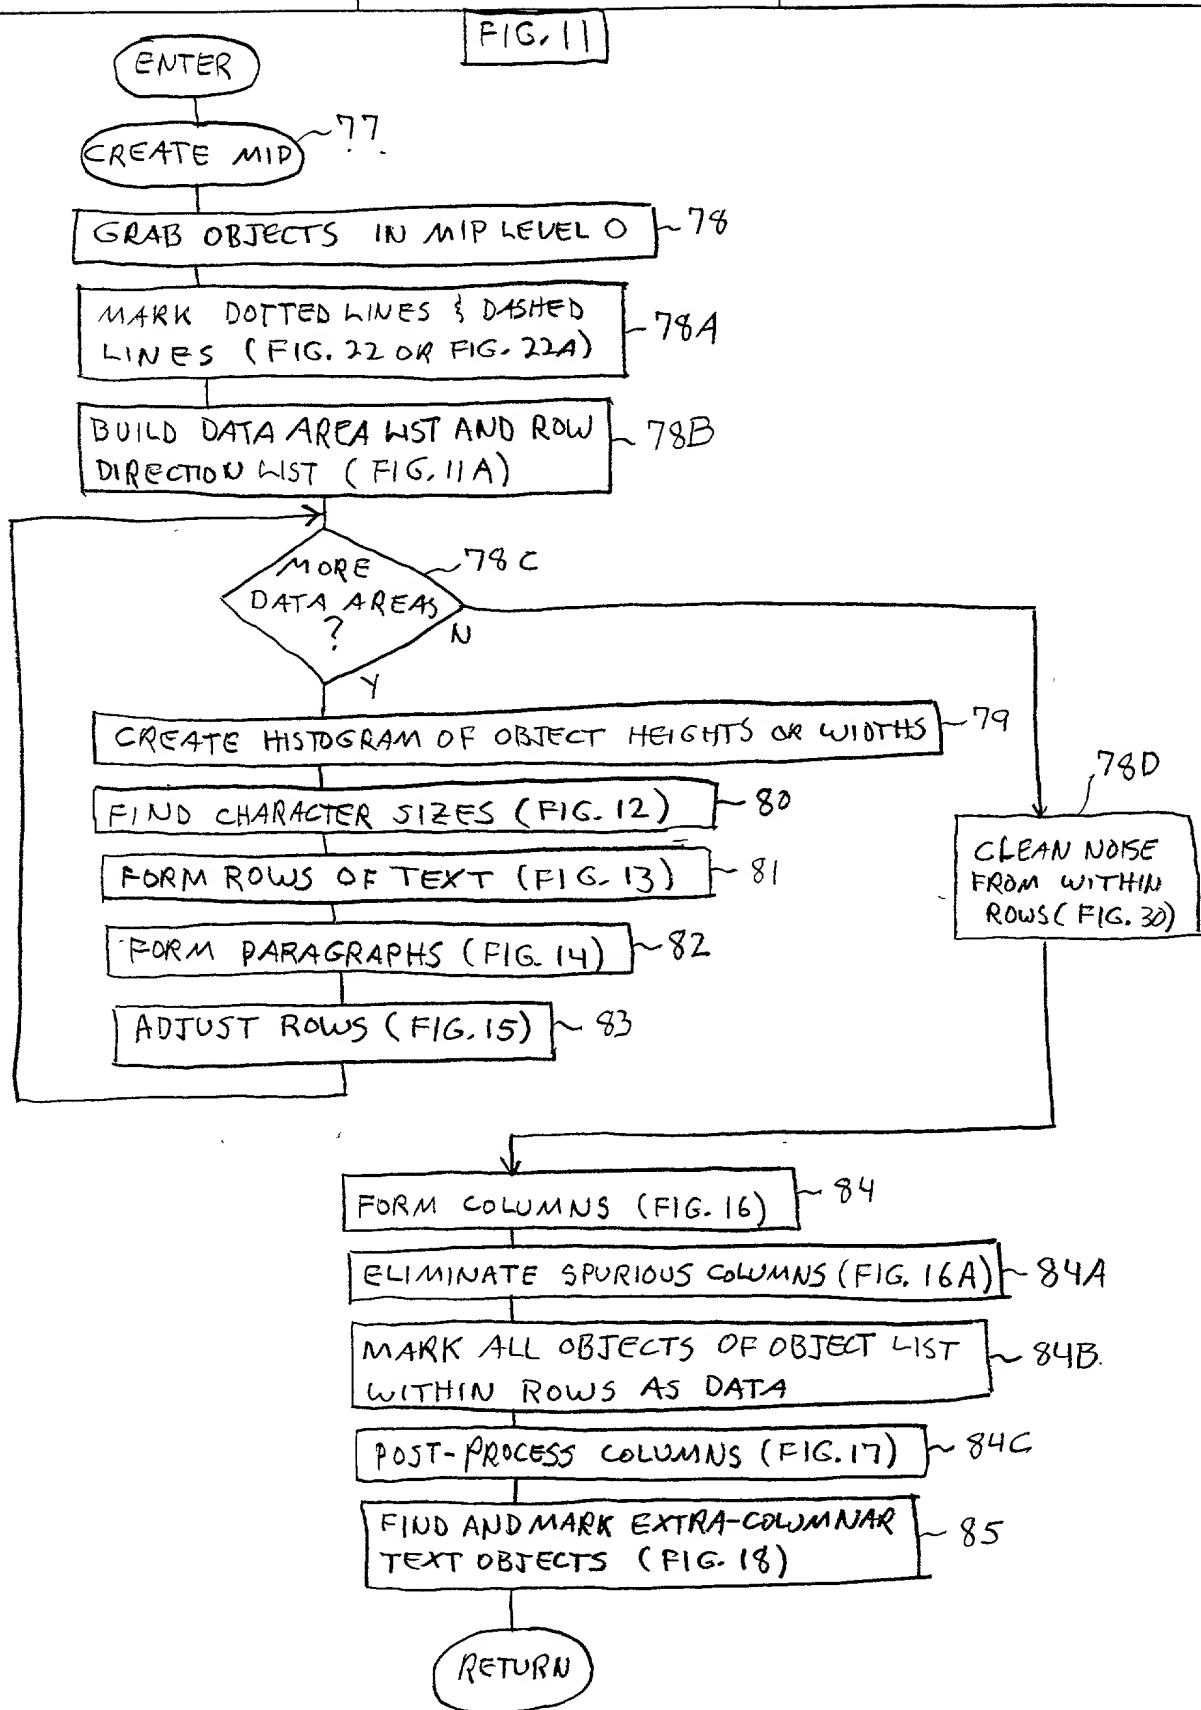 FIG. 11
ENTER
CREATE MIP
77
GRAB OBJECTS IN MIP LEVEL 0
78
MARK DOTTED LINES & DASHED
LINES (FIG. 22 OR FIG. 22A)
78A
BUILD DATA AREA LIST AND ROW
DIRECTION LIST (FIG. 11A)
78B
MORE
DATA AREAS
?
78C
N
Y
CREATE HISTOGRAM OF OBJECT HEIGHTS OR WIDTHS
79
FIND CHARACTER SIZES (FIG. 12)
80
FORM ROWS OF TEXT (FIG. 13)
81
FORM PARAGRAPHS (FIG. 14)
82
ADJUST ROWS (FIG. 15)
83
78D
CLEAN NOISE
FROM WITHIN
ROWS (FIG. 30)
FORM COLUMNS (FIG. 16)
84
ELIMINATE SPURIOUS COLUMNS (FIG. 16A)
84A
MARK ALL OBJECTS OF OBJECT LIST
WITHIN ROWS AS DATA
84B
POST-PROCESS COLUMNS (FIG. 17)
84C
FIND AND MARK EXTRA-COLUMNAR
TEXT OBJECTS (FIG. 18)
85
RETURN